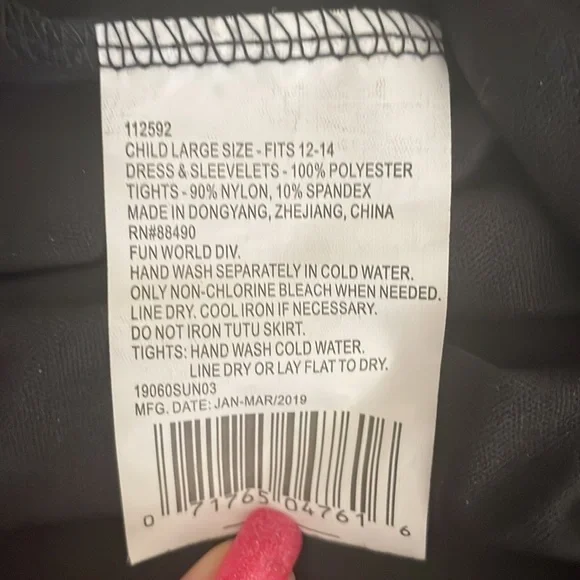 112592
CHILD LARGE SIZE - FITS 12-14
DRESS & SLEEVELETS - 100% POLYESTER
TIGHTS - 90% NYLON, 10% SPANDEX
MADE IN DONGYANG, ZHEJIANG, CHINA
RN#88490
FUN WORLD DIV.
HAND WASH SEPARATELY IN COLD WATER.
ONLY NON-CHLORINE BLEACH WHEN NEEDED.
LINE DRY. COOL IRON IF NECESSARY.
DO NOT IRON TUTU SKIRT.
TIGHTS: HAND WASH COLD WATER.
LINE DRY OR LAY FLAT TO DRY.
19060SUN03
MFG. DATE: JAN-MAR/2019
0 71765 04761 6